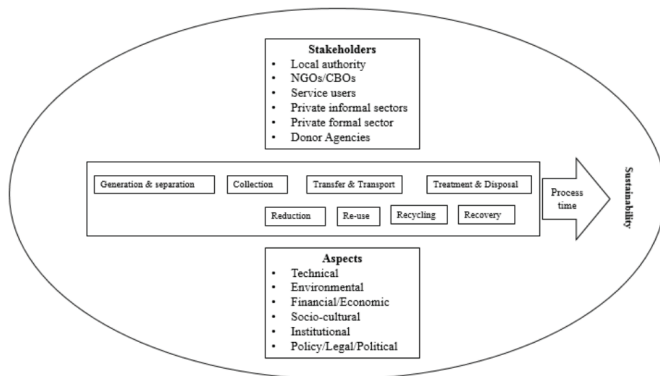 Stakeholders
• Local authority
• NGOs/CBOs
• Service users
• Private informal sectors
• Private formal sector
• Donor Agencies
Generation & separation
Collection
Transfer & Transport
Treatment & Disposal
Reduction
Re-use
Recycling
Recovery
Process
time
Sustainability
Aspects
• Technical
• Environmental
• Financial/Economic
• Socio-cultural
• Institutional
• Policy/Legal/Political